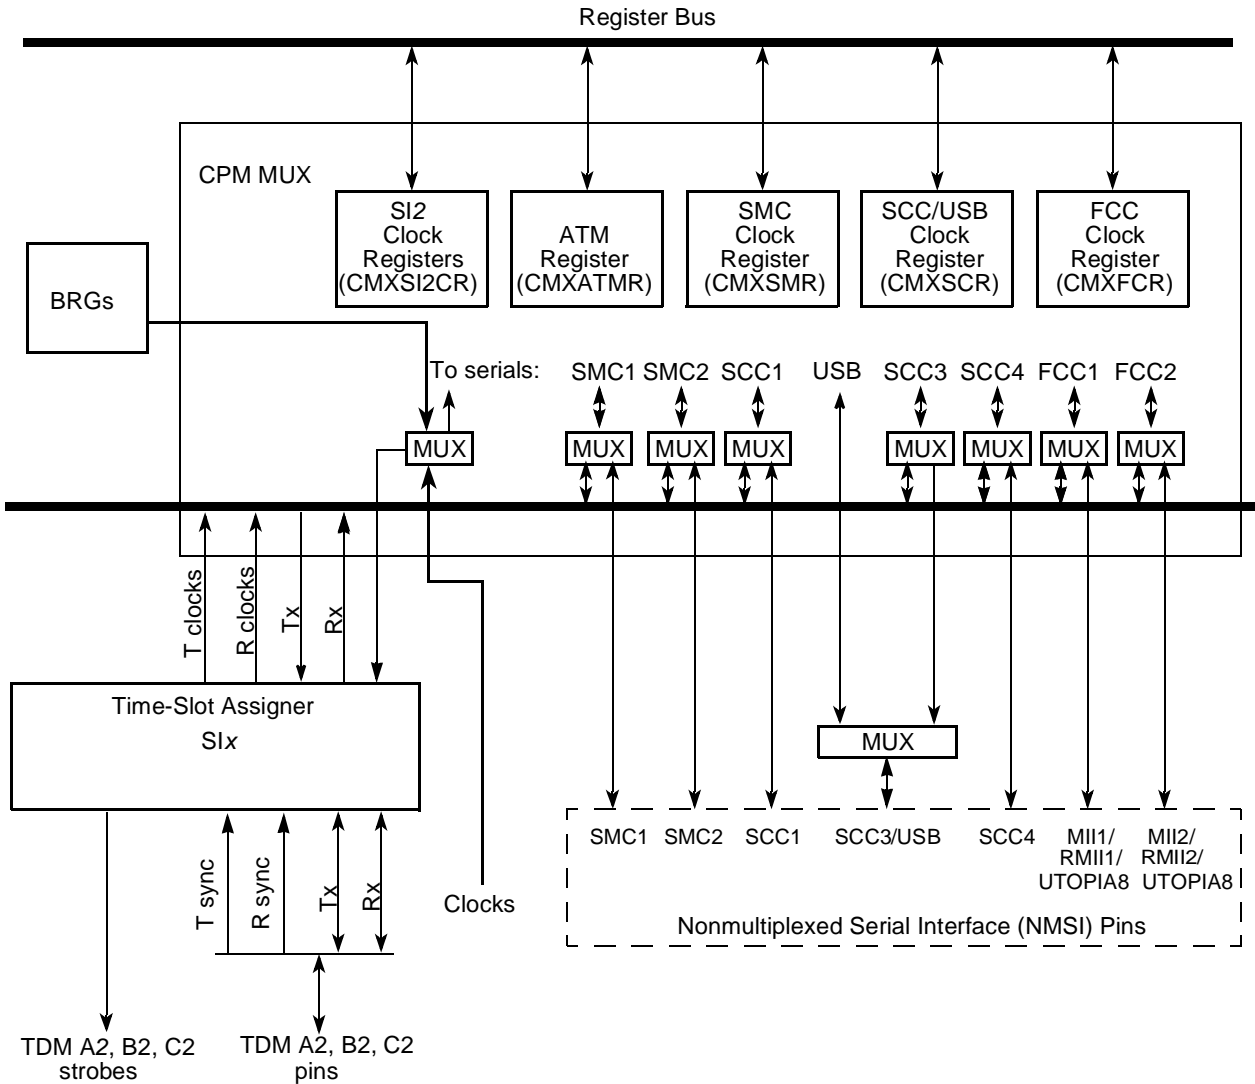 Register Bus
CPM MUX
SI2
Clock
Registers
(CMXSI2CR)
ATM
Register
(CMXATMR)
SMC
Clock
Register
(CMXSMR)
SCC/USB
Clock
Register
(CMXSCR)
FCC
Clock
Register
(CMXFCR)
BRGs
To serials:
SMC1
SMC2
SCC1
USB
SCC3
SCC4
FCC1
FCC2
MUX
MUX
MUX
MUX
MUX
MUX
MUX
MUX
T clocks
R clocks
Tx
Rx
Time-Slot Assigner
SIx
MUX
SMC1
SMC2
SCC1
SCC3/USB
SCC4
MII1/
RMII1/
UTOPIA8
MII2/
RMII2/
UTOPIA8
Nonmultiplexed Serial Interface (NMSI) Pins
T sync
R sync
Tx
Rx
Clocks
TDM A2, B2, C2
strobes
TDM A2, B2, C2
pins